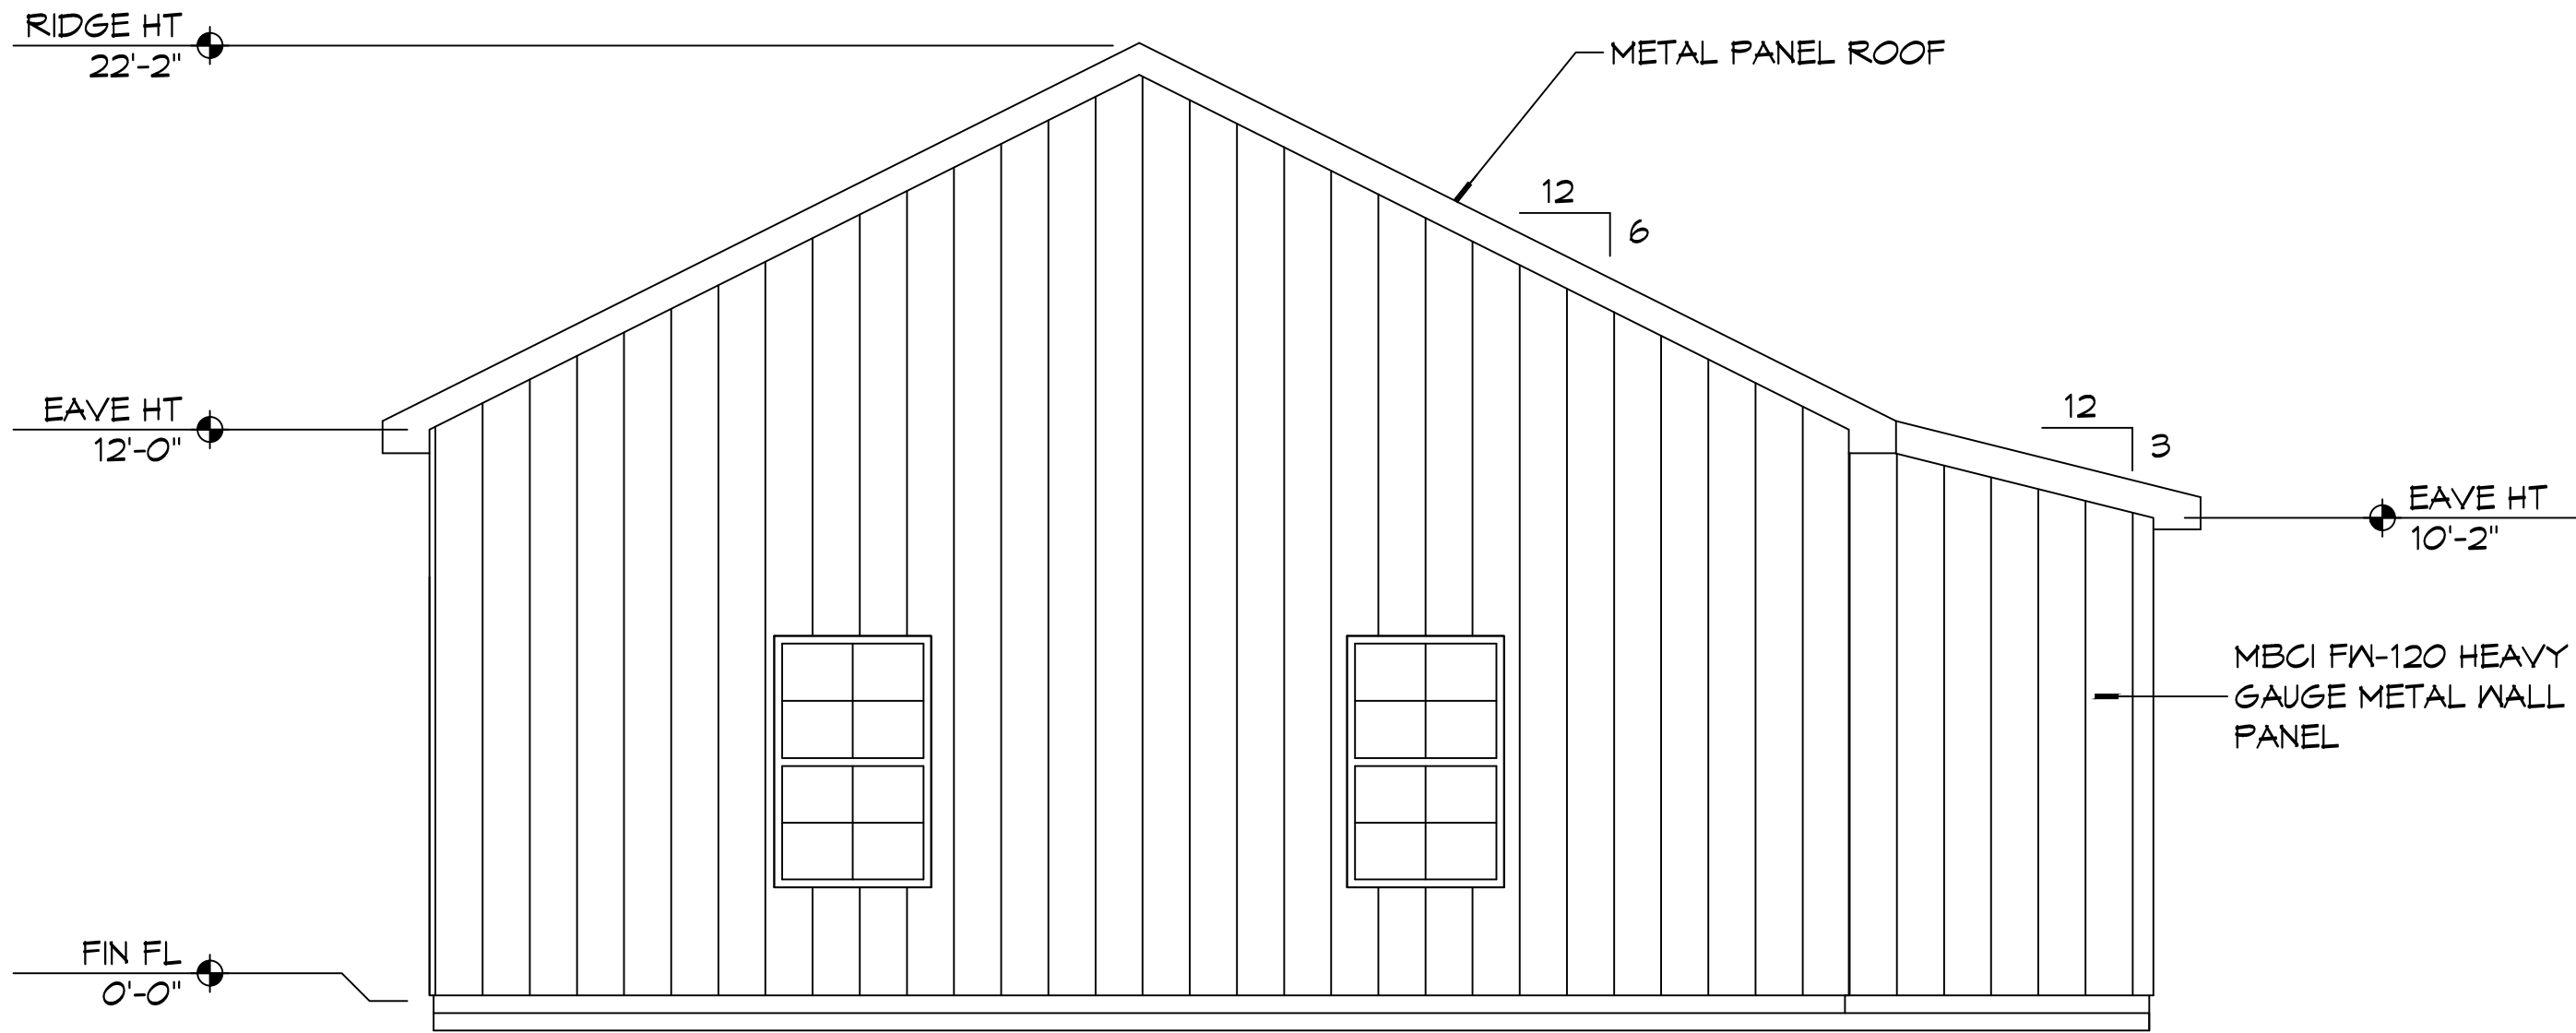 RIDGE HT
22'-2"
METAL PANEL ROOF
12
6
EAVE HT
12'-0"
12
3
EAVE HT
10'-2"
MBCI FW-120 HEAVY
GAUGE METAL WALL
PANEL
FIN FL
0'-0"